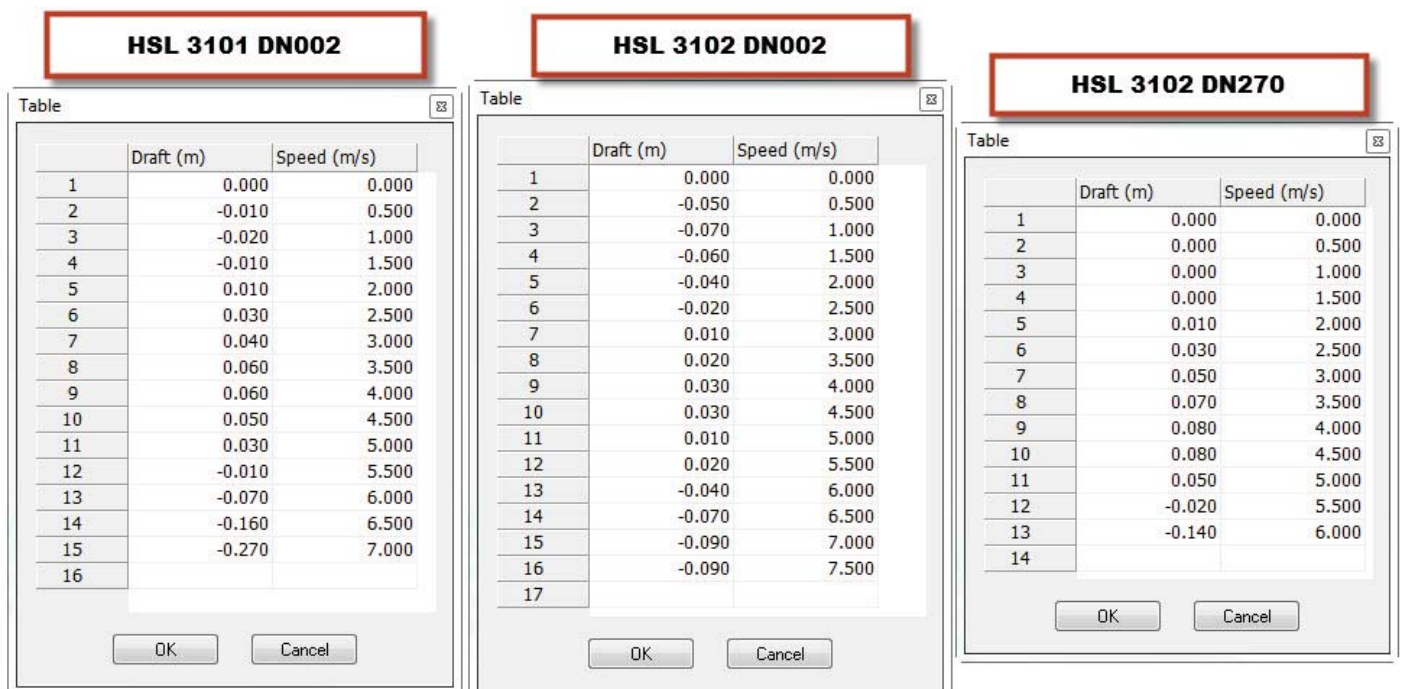 HSL 3101 DN002
Table
Draft (m) Speed (m/s)
1 0.000 0.000
2 -0.010 0.500
3 -0.020 1.000
4 -0.010 1.500
5 0.010 2.000
6 0.030 2.500
7 0.040 3.000
8 0.060 3.500
9 0.060 4.000
10 0.050 4.500
11 0.030 5.000
12 -0.010 5.500
13 -0.070 6.000
14 -0.160 6.500
15 -0.270 7.000
16
OK Cancel
HSL 3102 DN002
Table
Draft (m) Speed (m/s)
1 0.000 0.000
2 -0.050 0.500
3 -0.070 1.000
4 -0.060 1.500
5 -0.040 2.000
6 -0.020 2.500
7 0.010 3.000
8 0.020 3.500
9 0.030 4.000
10 0.030 4.500
11 0.010 5.000
12 0.020 5.500
13 -0.040 6.000
14 -0.070 6.500
15 -0.090 7.000
16 -0.090 7.500
17
OK Cancel
HSL 3102 DN270
Table
Draft (m) Speed (m/s)
1 0.000 0.000
2 0.000 0.500
3 0.000 1.000
4 0.000 1.500
5 0.010 2.000
6 0.030 2.500
7 0.050 3.000
8 0.070 3.500
9 0.080 4.000
10 0.080 4.500
11 0.050 5.000
12 -0.020 5.500
13 -0.140 6.000
14
OK Cancel